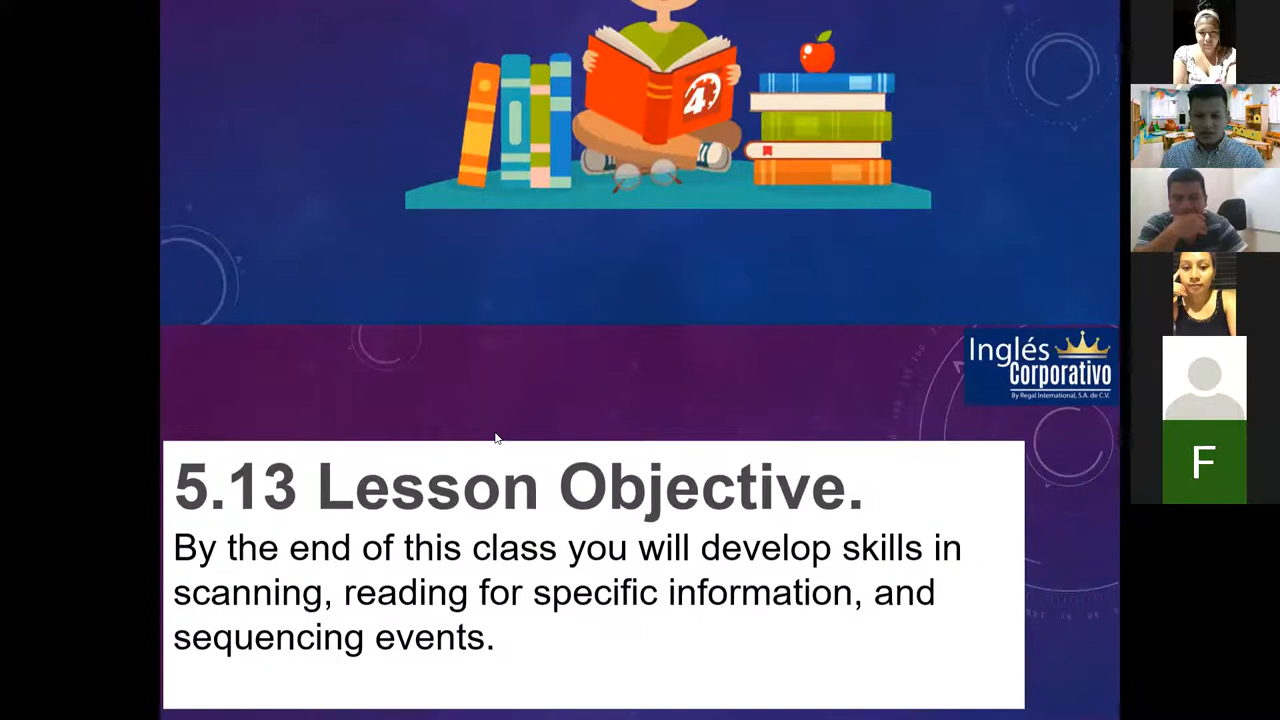 4
Inglés
Corporativo
By Regal International, S.A. de C.V.
5.13 Lesson Objective.
By the end of this class you will develop skills in
scanning, reading for specific information, and
sequencing events.
F